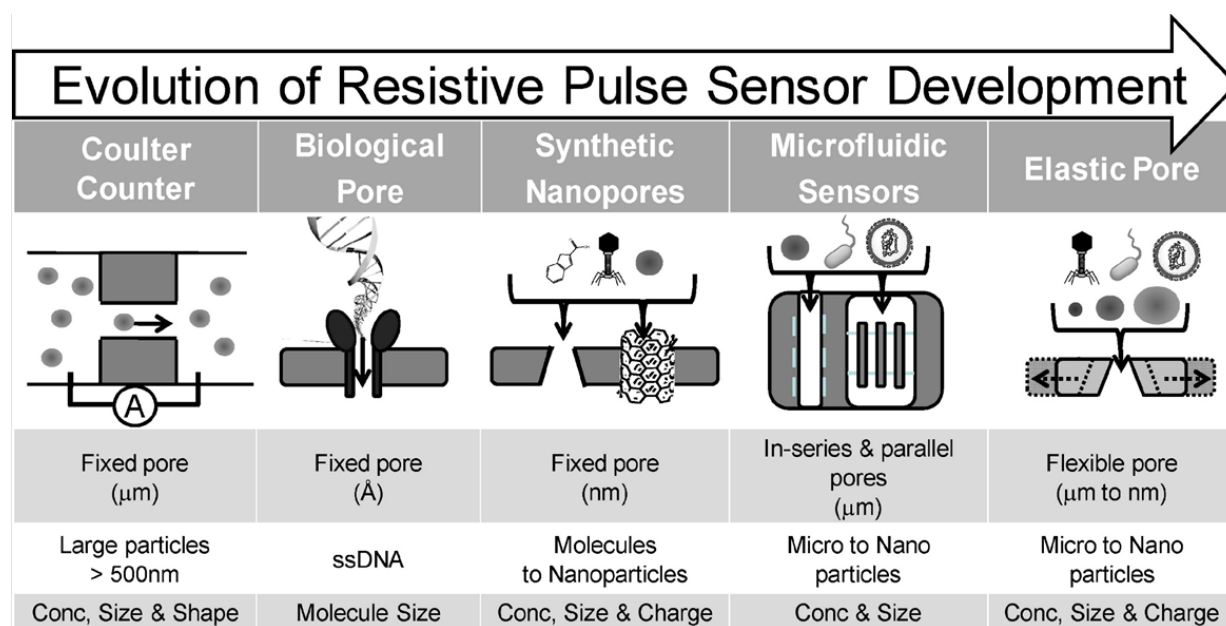 Evolution of Resistive Pulse Sensor Development
Coulter
Counter
Biological
Pore
Synthetic
Nanopores
Microfluidic
Sensors
Elastic Pore
A
Fixed pore
(μm)
Fixed pore
(Å)
Fixed pore
(nm)
In-series & parallel
pores
(μm)
Flexible pore
(μm to nm)
Large particles
> 500nm
ssDNA
Molecules
to Nanoparticles
Micro to Nano
particles
Micro to Nano
particles
Conc, Size & Shape
Molecule Size
Conc, Size & Charge
Conc & Size
Conc, Size & Charge